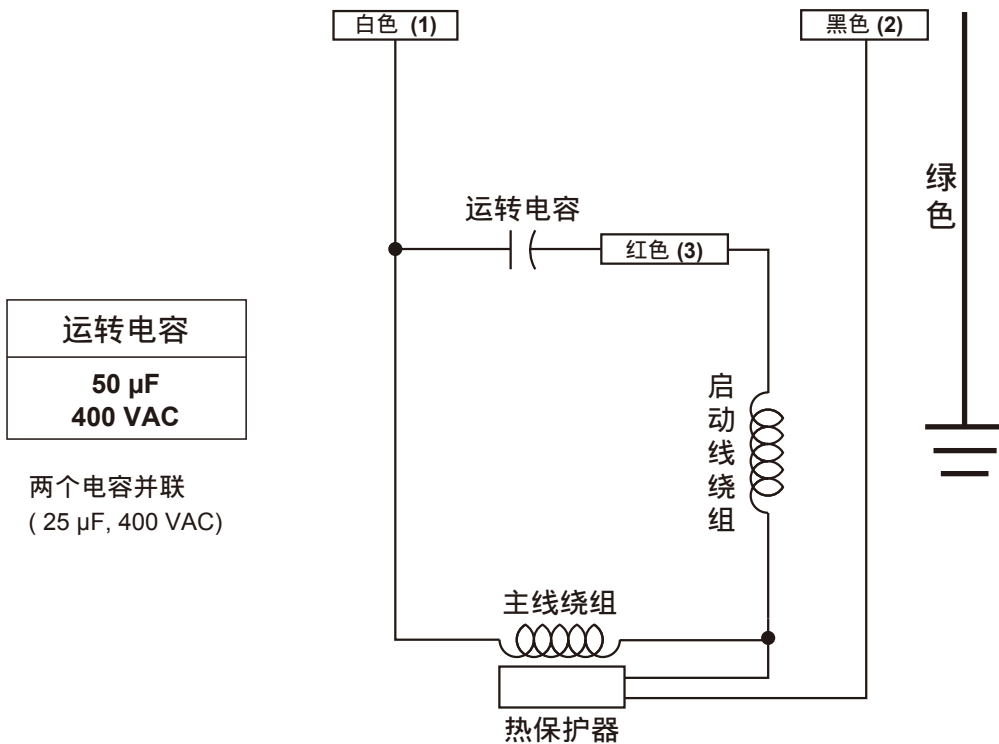 白色 (1)
黑色 (2)
绿色
运转电容
红色 (3)
运转电容
50 µF
400 VAC
两个电容并联
( 25 µF, 400 VAC)
启动线绕组
主线绕组
热保护器